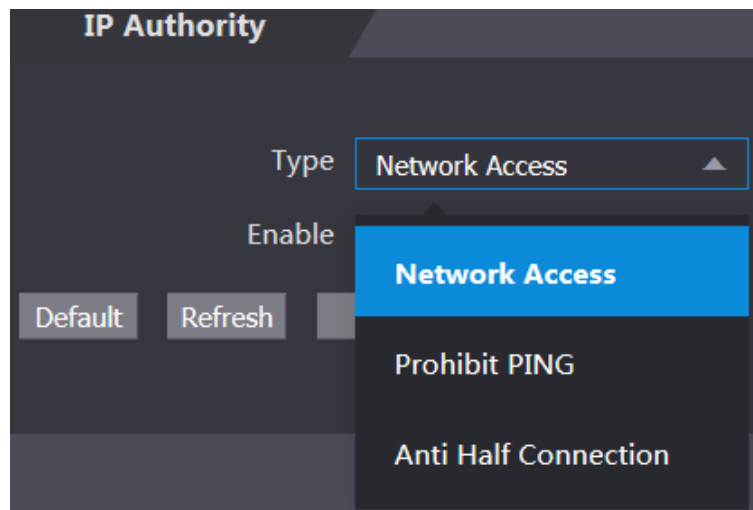 IP Authority
Type Network Access
Enable
Network Access
Default Refresh
Prohibit PING
Anti Half Connection